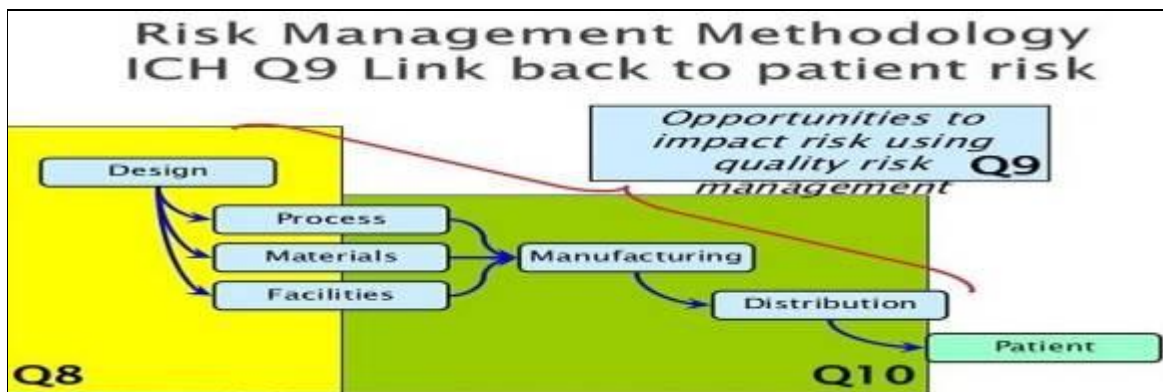 Risk Management Methodology
ICH Q9 Link back to patient risk
Opportunities to
impact risk using
quality risk
management
Q9
Design
Process
Materials
Manufacturing
Facilities
Distribution
Patient
Q8
Q10